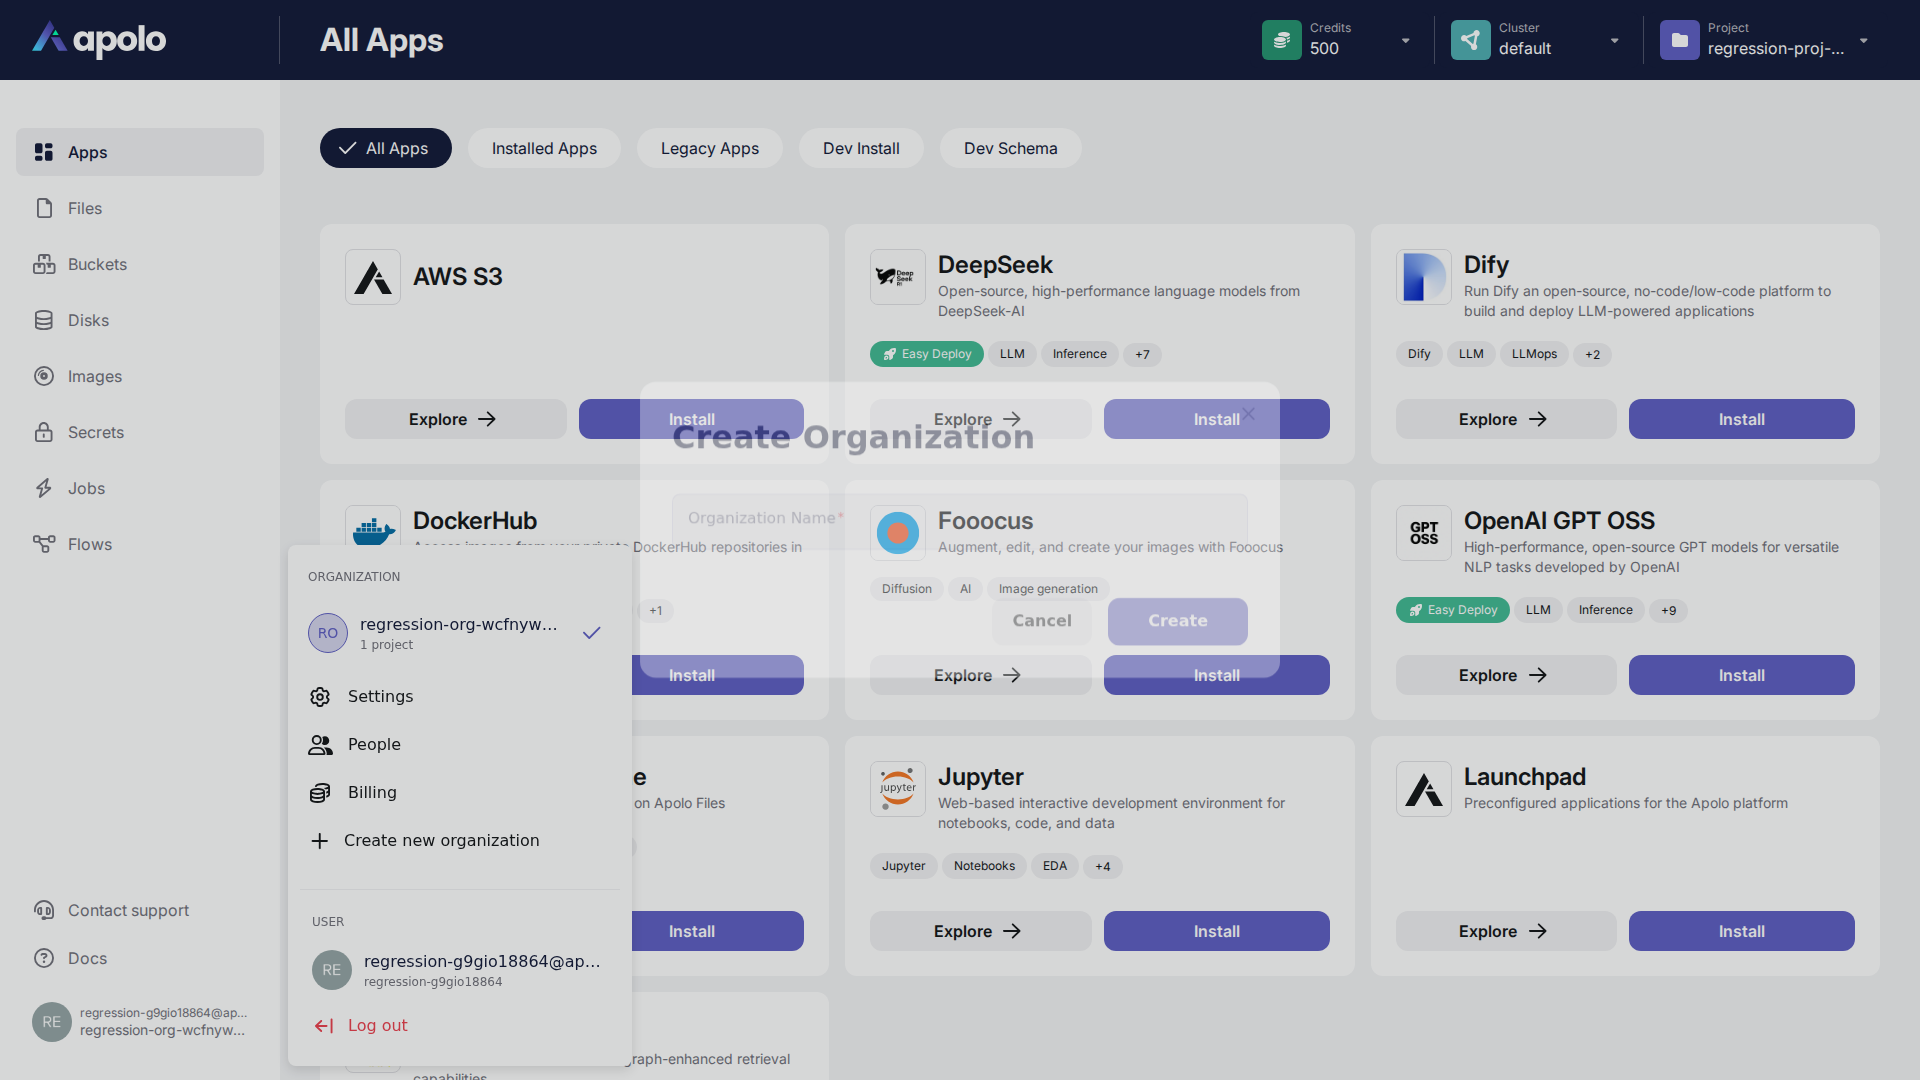 apolo
All Apps
Credits
500
Cluster
default
Project
regression-proj-...
Apps
Files
Buckets
Disks
Images
Secrets
Jobs
Flows
Contact support
Docs
RE
regression-g9gio18864@ap...
regression-org-wcfnyw...
All Apps
Installed Apps
Legacy Apps
Dev Install
Dev Schema
AWS S3
Explore
Install
DeepSeek
Open-source, high-performance language models from
DeepSeek-AI
Easy Deploy
LLM
Inference
+7
Explore
Install
Dify
Run Dify an open-source, no-code/low-code platform to
build and deploy LLM-powered applications
Dify
LLM
LLMops
+2
Explore
Install
Create Organization
Organization Name*
Cancel
Create
DockerHub
Access images from your private DockerHub repositories in
+1
Install
Fooocus
Augment, edit, and create your images with Fooocus
Diffusion
AI
Image generation
Explore
Install
GPT
OSS
OpenAI GPT OSS
High-performance, open-source GPT models for versatile
NLP tasks developed by OpenAI
Easy Deploy
LLM
Inference
+9
Explore
Install
ORGANIZATION
RO
regression-org-wcfnyw...
1 project
Settings
People
Billing
Create new organization
USER
RE
regression-g9gio18864@ap...
regression-g9gio18864
Log out
e
on Apolo Files
Install
jupyter
Jupyter
Web-based interactive development environment for
notebooks, code, and data
Jupyter
Notebooks
EDA
+4
Explore
Install
Launchpad
Preconfigured applications for the Apolo platform
Explore
Install
raph-enhanced retrieval
capabilities